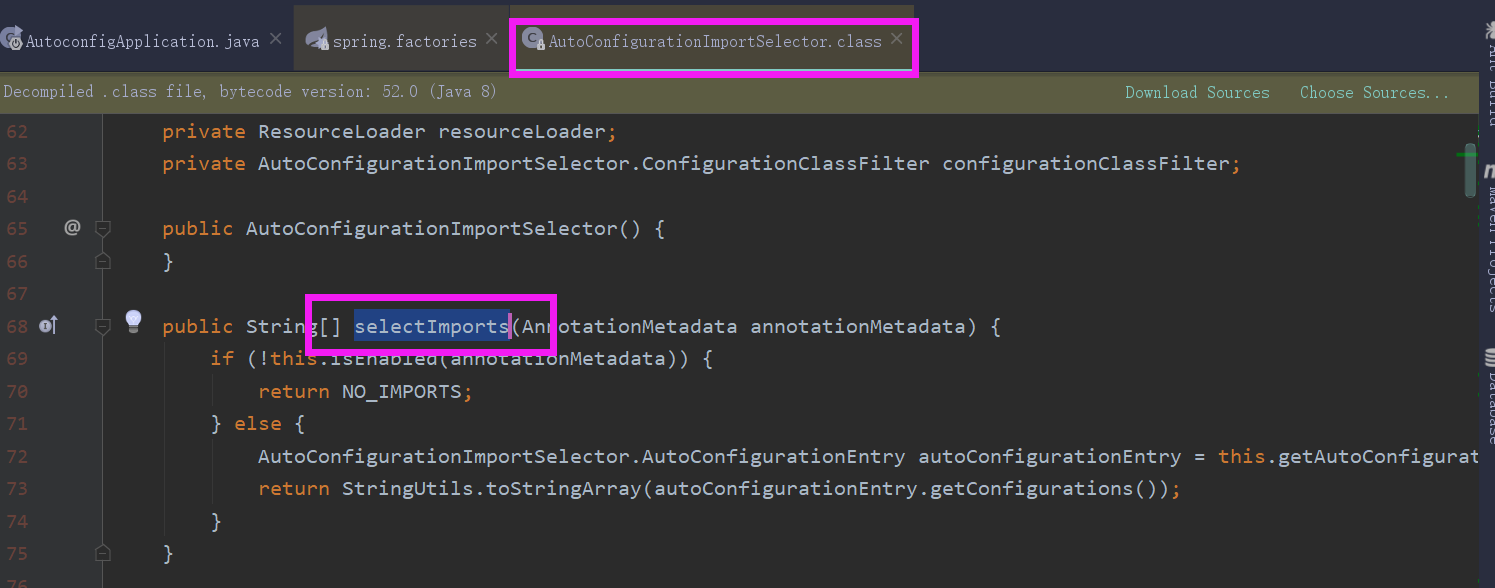 AutoconfigApplication.java spring.factories AutoConfigurationImportSelector.class
Decompiled .class file, bytecode version: 52.0 (Java 8) Download Sources Choose Sources...
62 private ResourceLoader resourceLoader;
63 private AutoConfigurationImportSelector.ConfigurationClassFilter configurationClassFilter;
64
65 @ public AutoConfigurationImportSelector() {
66 }
67
68 public String[] selectImports(AnnotationMetadata annotationMetadata) {
69 if (!this.isEnabled(annotationMetadata)) {
70 return NO_IMPORTS;
71 } else {
72 AutoConfigurationImportSelector.AutoConfigurationEntry autoConfigurationEntry = this.getAutoConfigurat
73 return StringUtils.toStringArray(autoConfigurationEntry.getConfigurations());
74 }
75 }
76
Ant Build
Maven Projects
Database